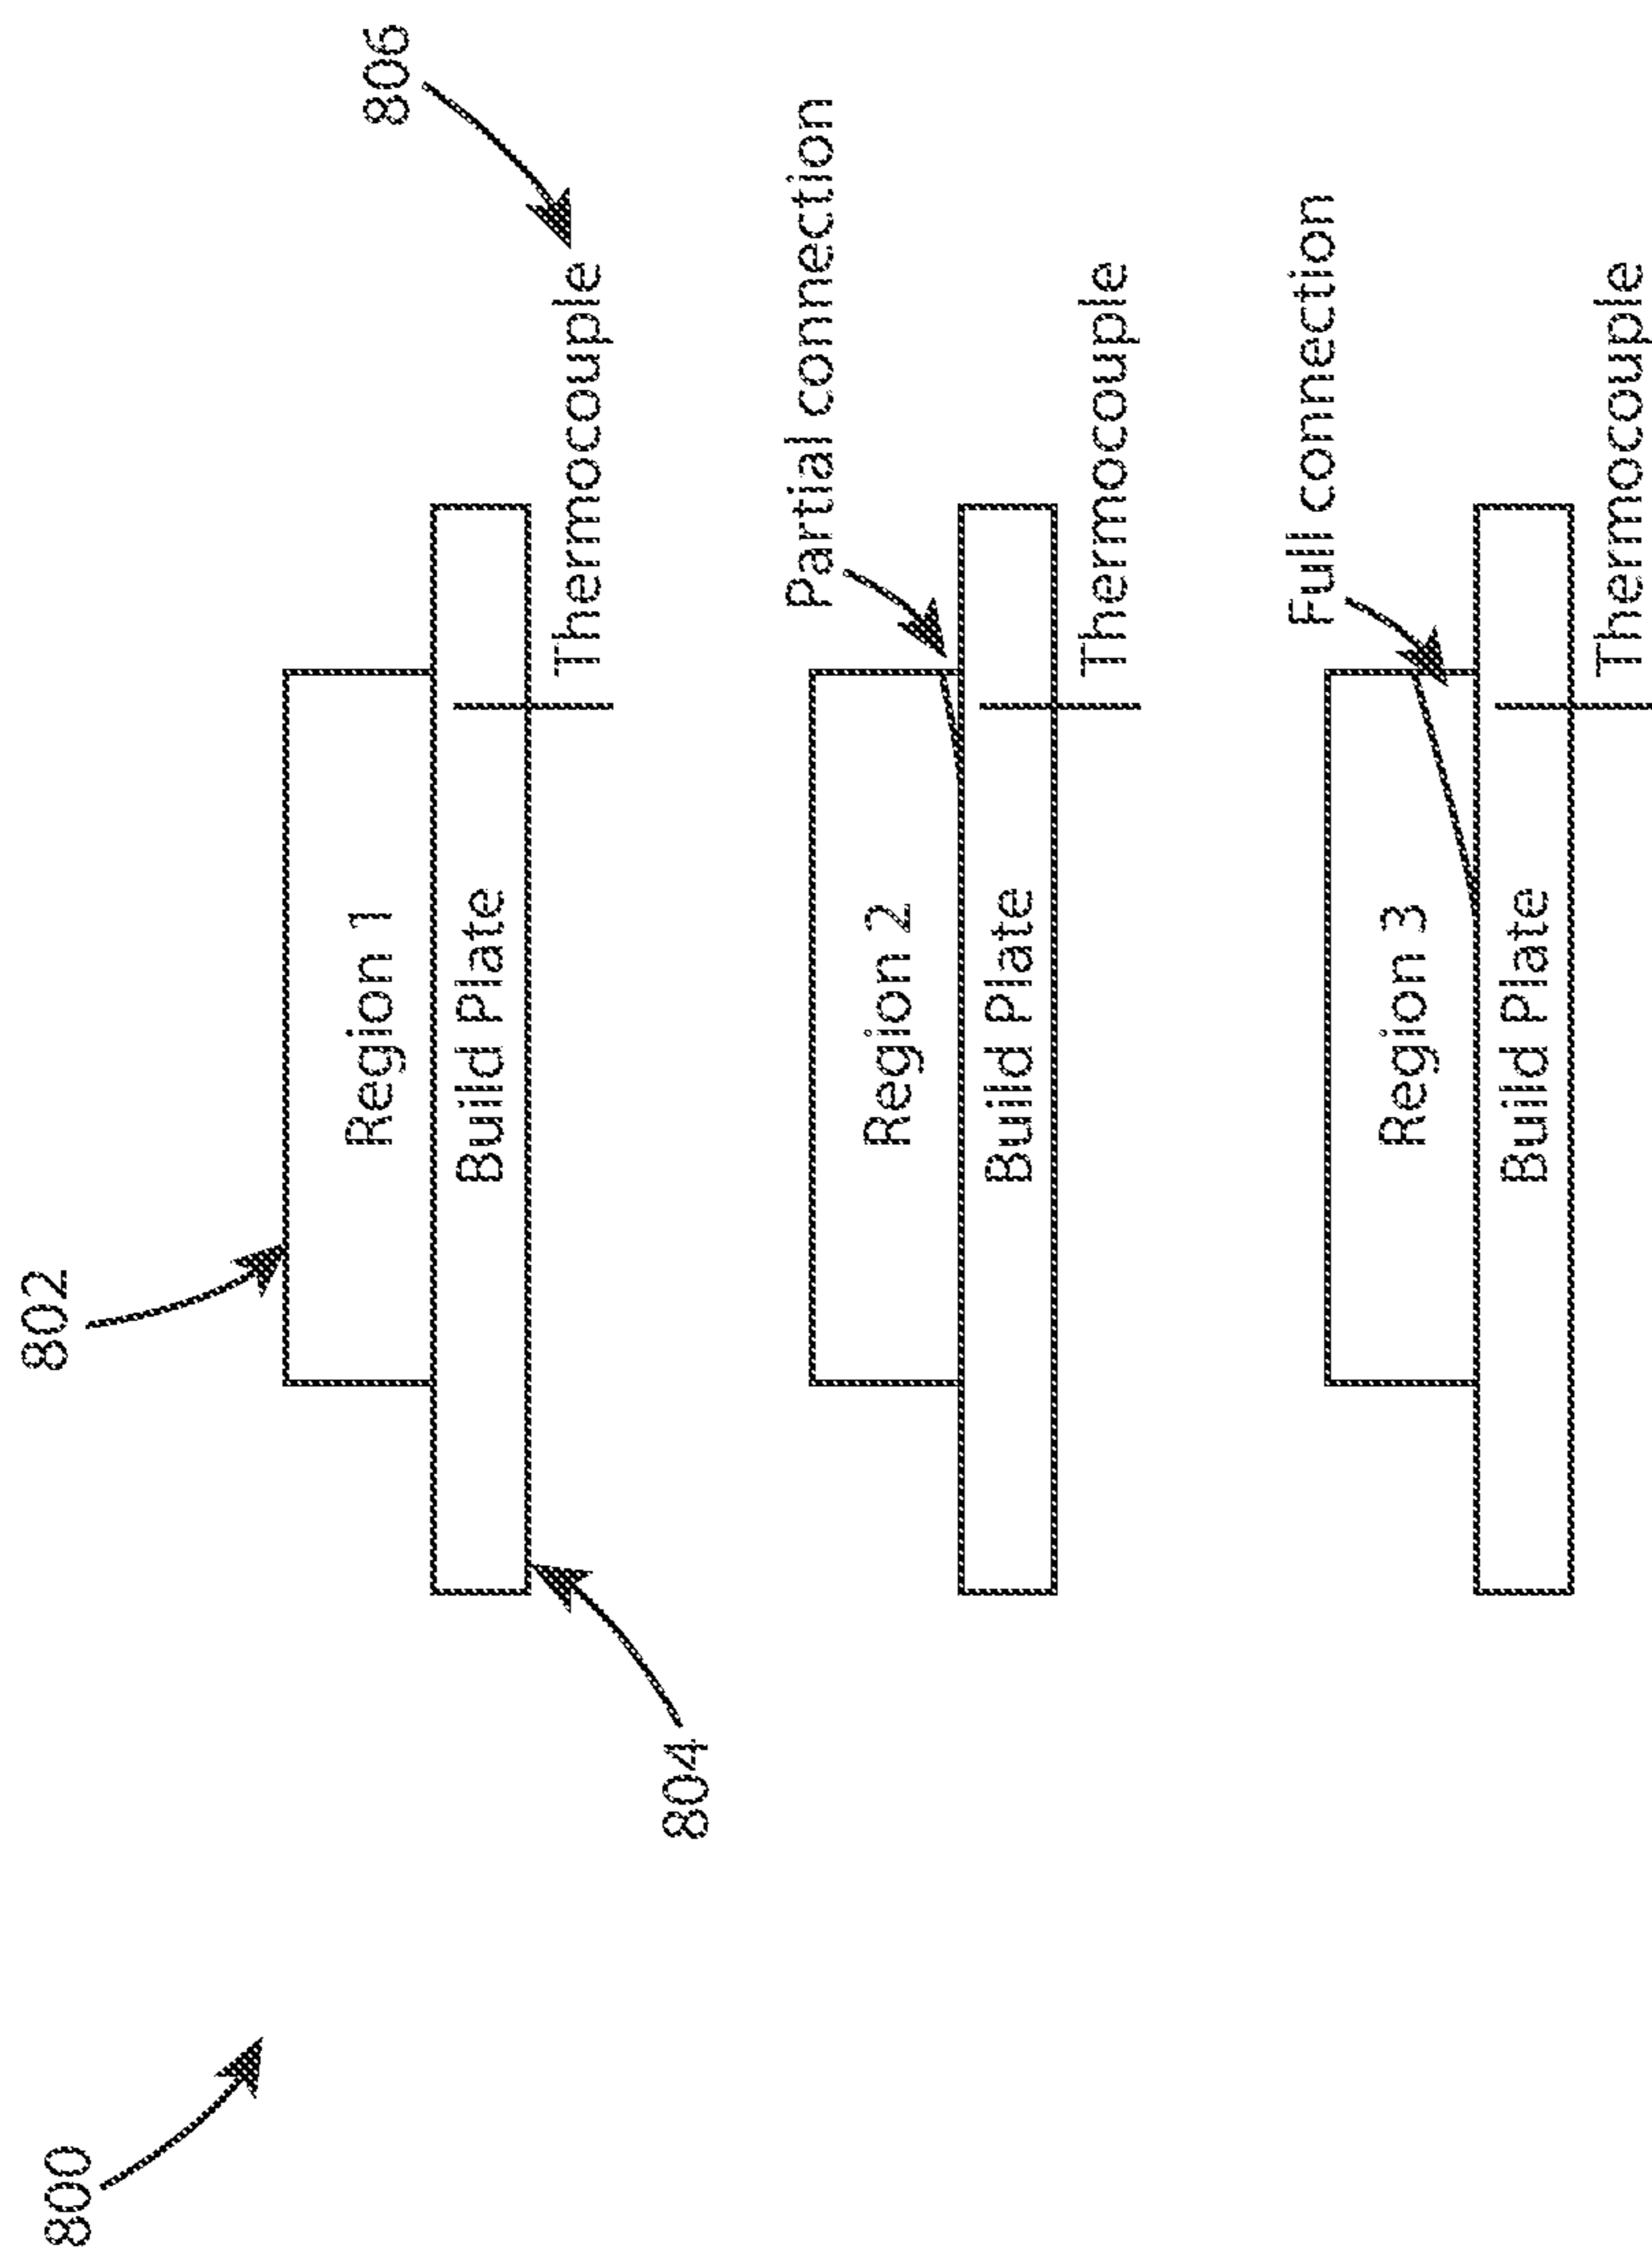 800
802
806
Region 1
Build Plate
Thermocouple
804
Partial connection
Region 2
Build Plate
Thermocouple
Full connection
Region 3
Build Plate
Thermocouple